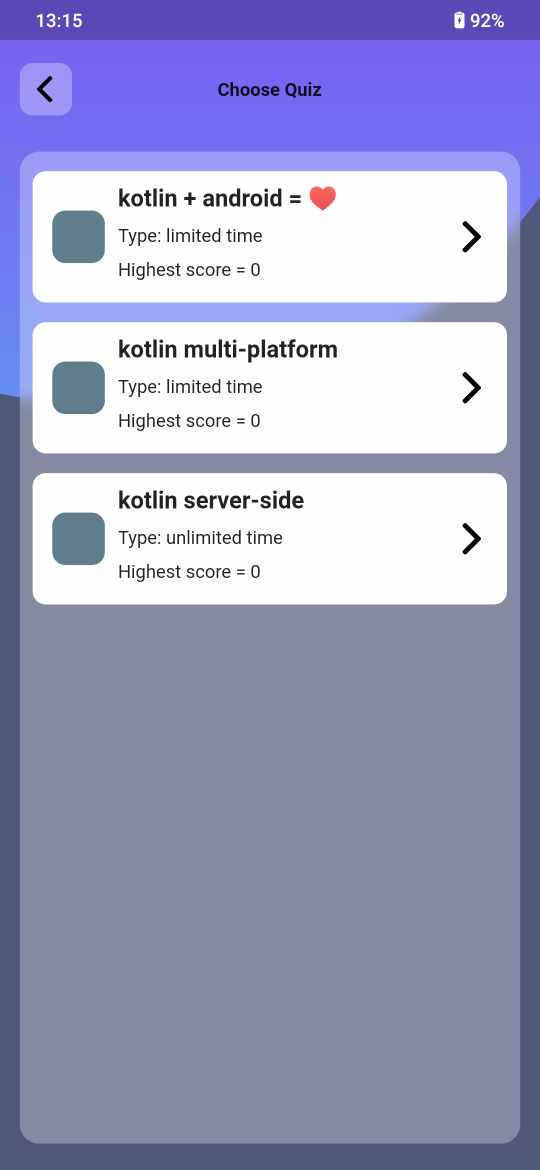 13:15 92%
Choose Quiz
kotlin + android = ❤️
Type: limited time
Highest score = 0
kotlin multi-platform
Type: limited time
Highest score = 0
kotlin server-side
Type: unlimited time
Highest score = 0